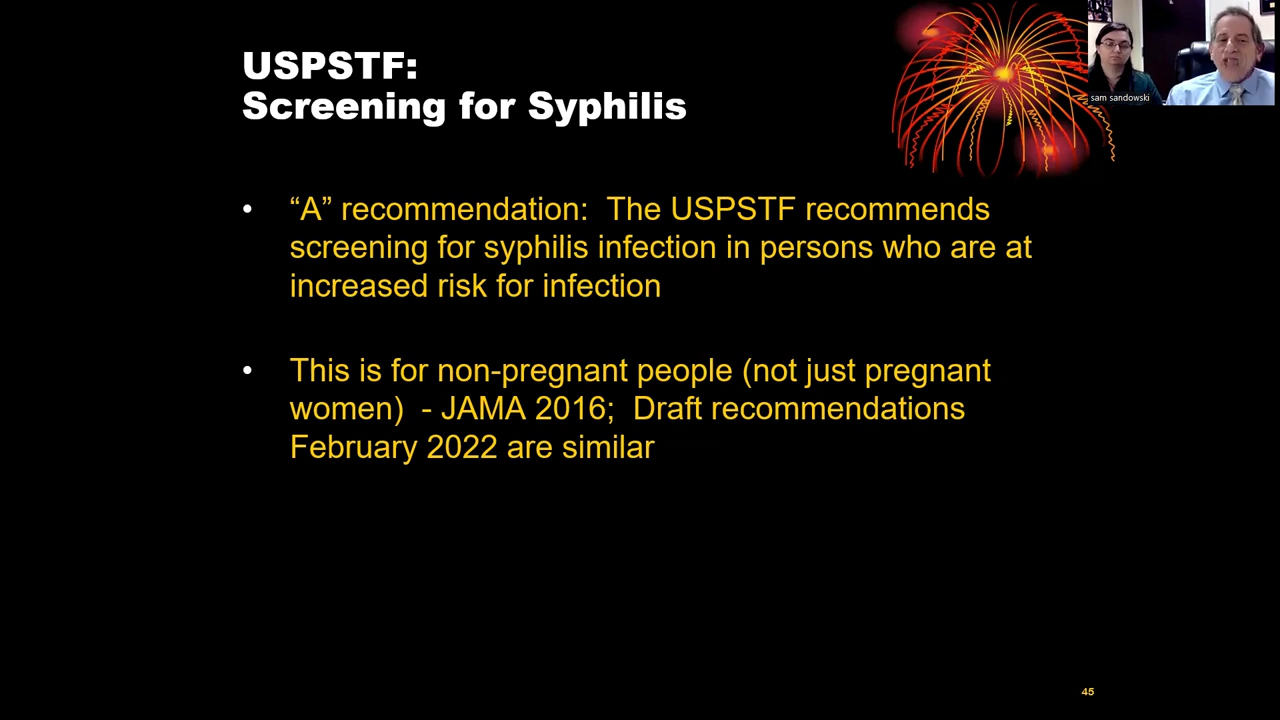 USPSTF:
Screening for Syphilis
sam sandowski
• “A” recommendation:  The USPSTF recommends
screening for syphilis infection in persons who are at
increased risk for infection
• This is for non-pregnant people (not just pregnant
women)  - JAMA 2016;  Draft recommendations
February 2022 are similar
45